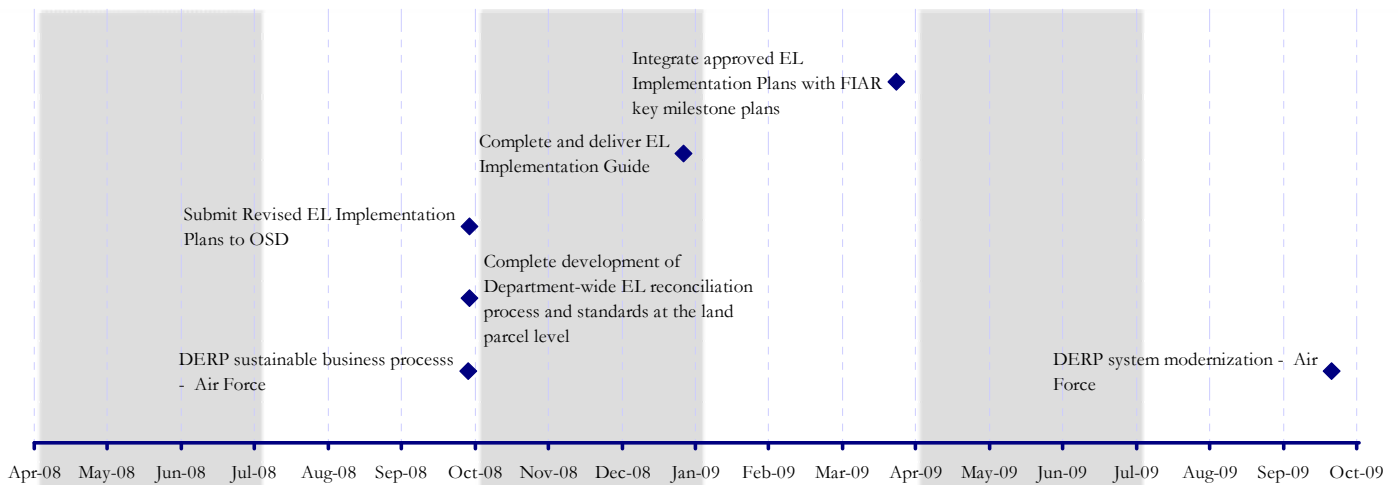 Integrate approved EL
Implementation Plans with FIAR
key milestone plans
Complete and deliver EL
Implementation Guide
Submit Revised EL Implementation
Plans to OSD
Complete development of
Department-wide EL reconciliation
process and standards at the land
parcel level
DERP sustainable business processs
- Air Force
DERP system modernization - Air
Force
Apr-08 May-08 Jun-08 Jul-08 Aug-08 Sep-08 Oct-08 Nov-08 Dec-08 Jan-09 Feb-09 Mar-09 Apr-09 May-09 Jun-09 Jul-09 Aug-09 Sep-09 Oct-09